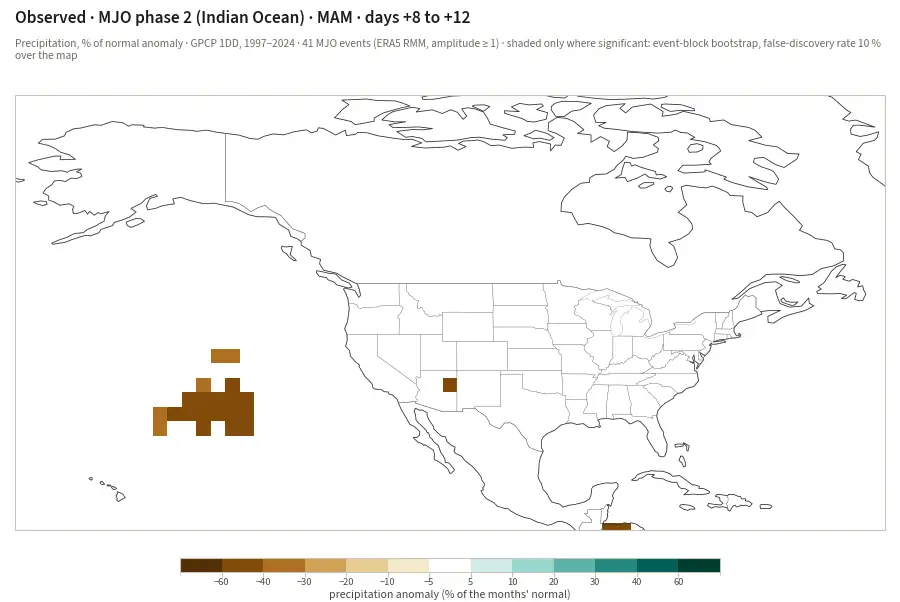 Observed · MJO phase 2 (Indian Ocean) · MAM · days +8 to +12
Precipitation, % of normal anomaly · GPCP 1DD, 1997–2024 · 41 MJO events (ERA5 RMM, amplitude ≥ 1) · shaded only where significant: event-block bootstrap, false-discovery rate 10 %
over the map
−60 −40 −30 −20 −10 −5 5 10 20 30 40 60
precipitation anomaly (% of the months' normal)